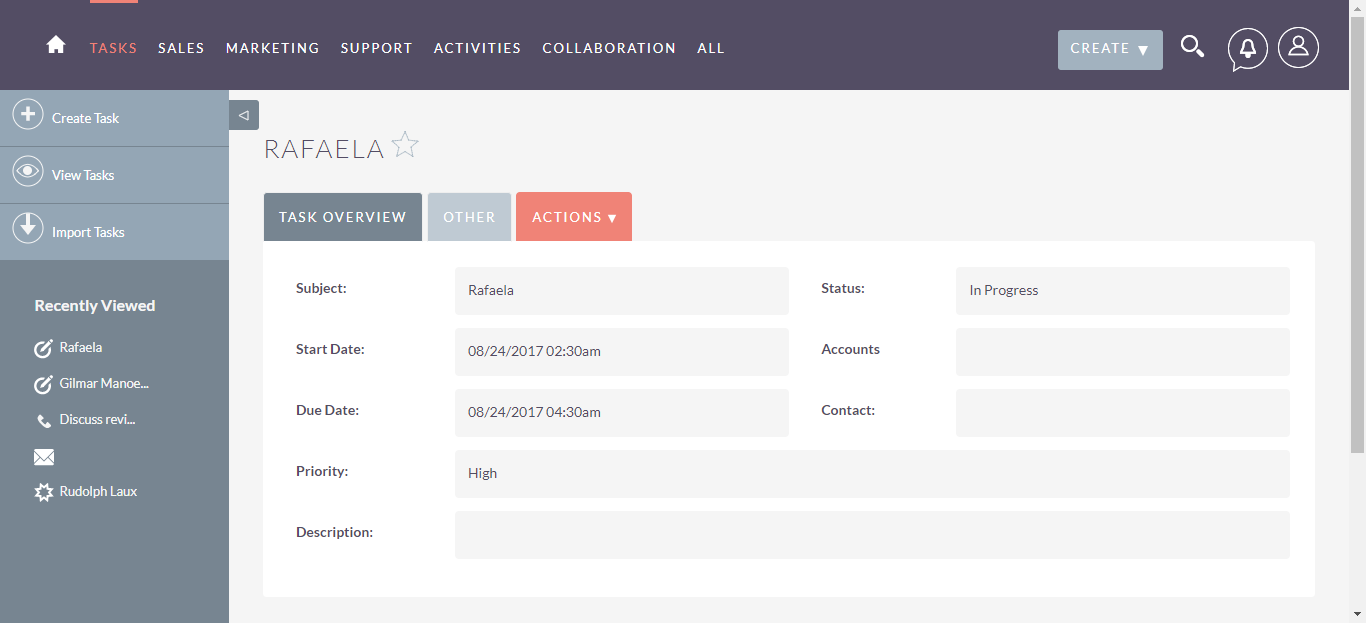 TASKS SALES MARKETING SUPPORT ACTIVITIES COLLABORATION ALL CREATE ▼
Create Task
View Tasks
Import Tasks
Recently Viewed
Rafaela
Gilmar Manoe...
Discuss revi...
Rudolph Laux
RAFAELA
TASK OVERVIEW OTHER ACTIONS ▼
Subject: Rafaela Status: In Progress
Start Date: 08/24/2017 02:30am Accounts
Due Date: 08/24/2017 04:30am Contact:
Priority: High
Description: